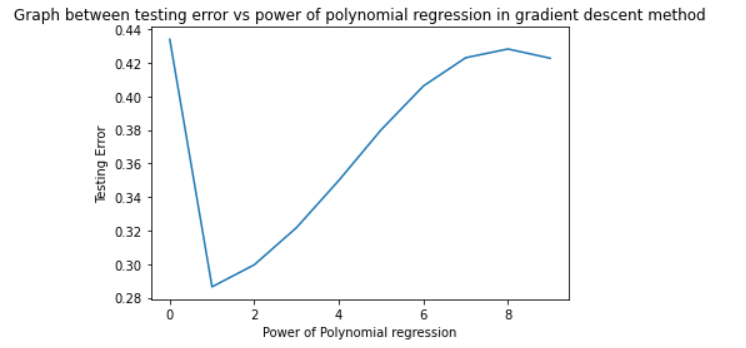 Graph between testing error vs power of polynomial regression in gradient descent method
0.44
0.42
0.40
0.38
0.36
0.34
0.32
0.30
0.28
Testing Error
0 2 4 6 8
Power of Polynomial regression